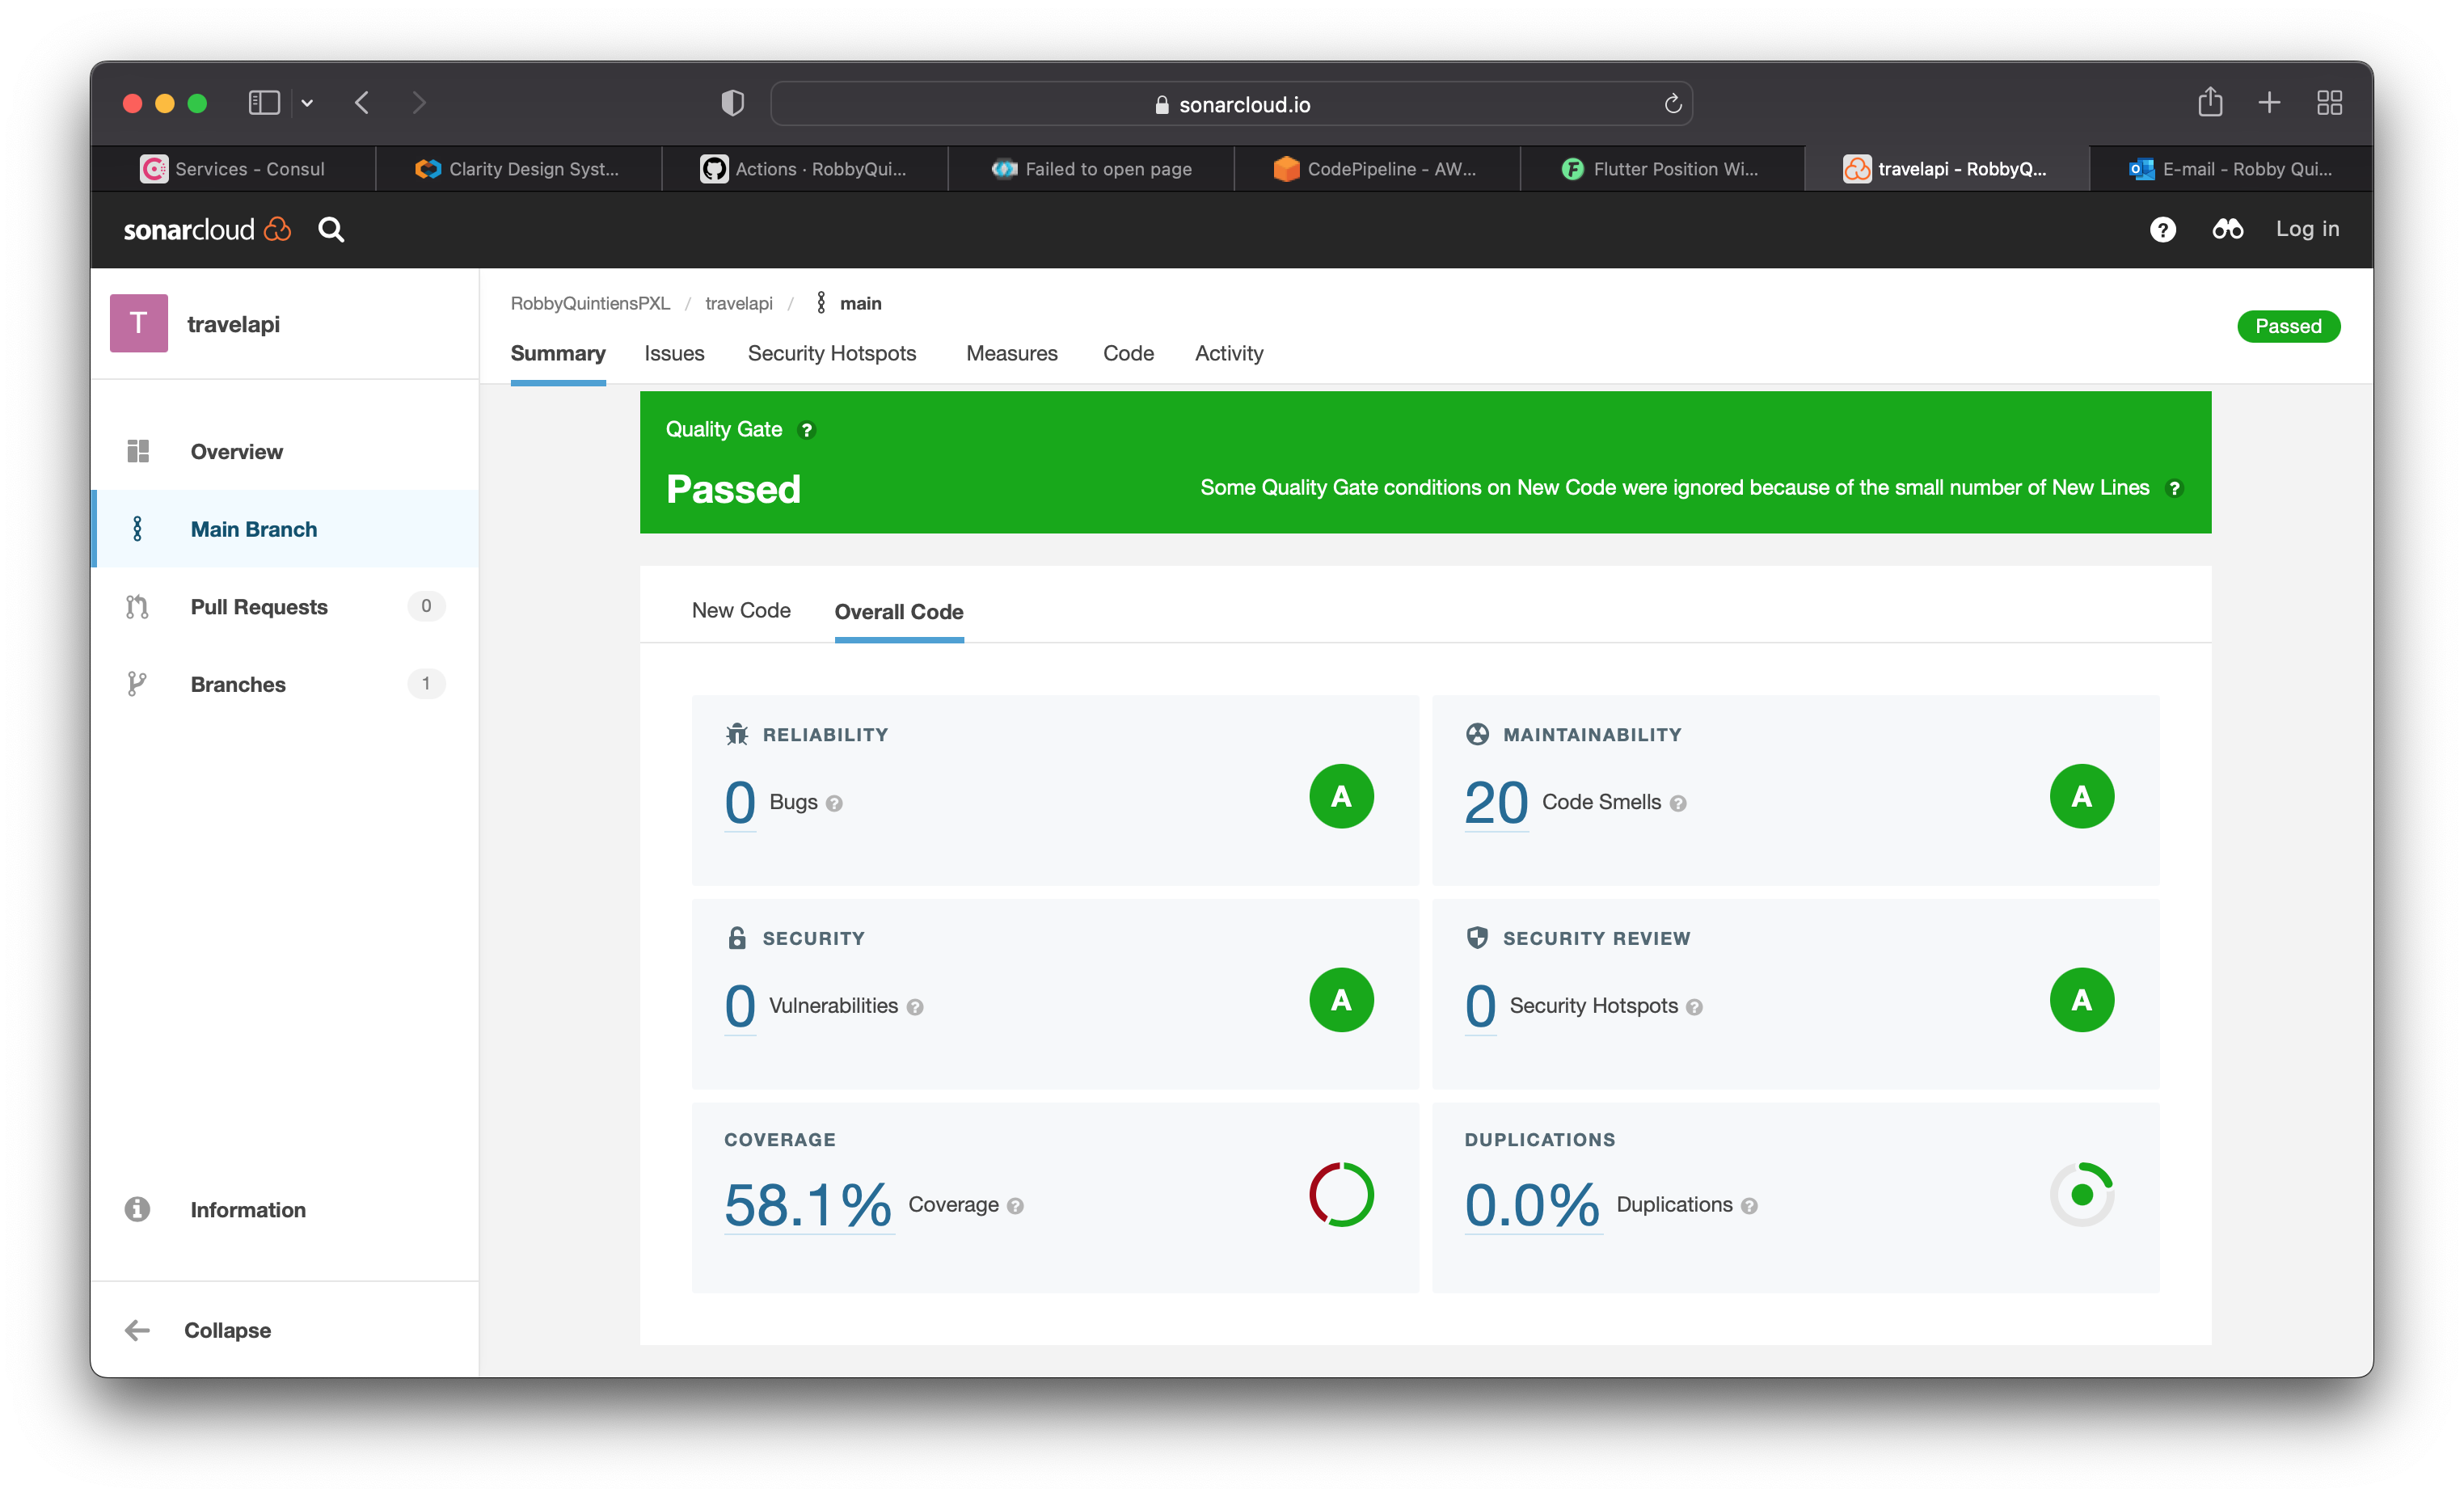 sonarcloud.io
Services - Consul
Clarity Design Syst...
Actions · RobbyQui...
Failed to open page
CodePipeline - AW...
Flutter Position Wi...
travelapi - RobbyQ...
E-mail - Robby Qui...
sonarcloud
Log in
T
travelapi
RobbyQuintiensPXL / travelapi / main
Passed
Summary
Issues
Security Hotspots
Measures
Code
Activity
Overview
Main Branch
Pull Requests 0
Branches 1
Information
Collapse
Quality Gate ?
Passed
Some Quality Gate conditions on New Code were ignored because of the small number of New Lines ?
New Code
Overall Code
RELIABILITY
0 Bugs ?
A
MAINTAINABILITY
20 Code Smells ?
A
SECURITY
0 Vulnerabilities ?
A
SECURITY REVIEW
0 Security Hotspots ?
A
COVERAGE
58.1% Coverage ?
DUPLICATIONS
0.0% Duplications ?